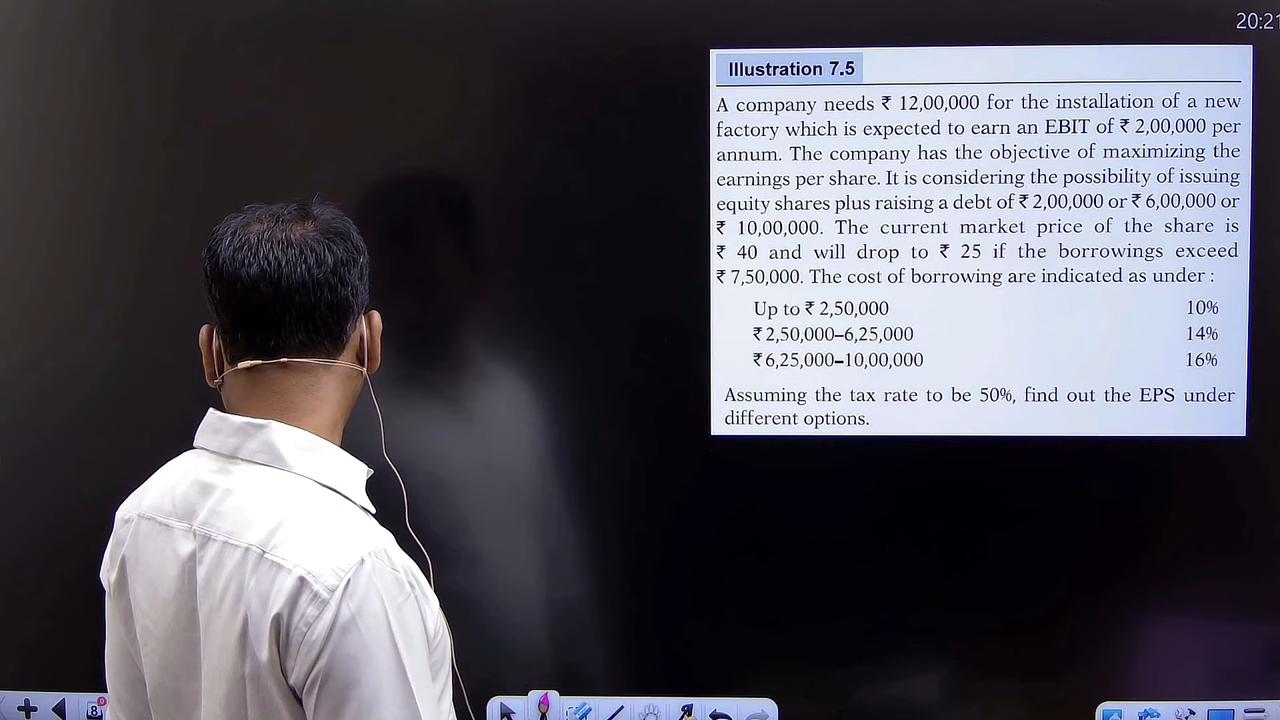 20:21
Illustration 7.5
A company needs ₹ 12,00,000 for the installation of a new
factory which is expected to earn an EBIT of ₹ 2,00,000 per
annum. The company has the objective of maximizing the
earnings per share. It is considering the possibility of issuing
equity shares plus raising a debt of ₹ 2,00,000 or ₹ 6,00,000 or
₹ 10,00,000. The current market price of the share is
₹ 40 and will drop to ₹ 25 if the borrowings exceed
₹ 7,50,000. The cost of borrowing are indicated as under :
Up to ₹ 2,50,000 10%
₹ 2,50,000–6,25,000 14%
₹ 6,25,000–10,00,000 16%
Assuming the tax rate to be 50%, find out the EPS under
different options.
8